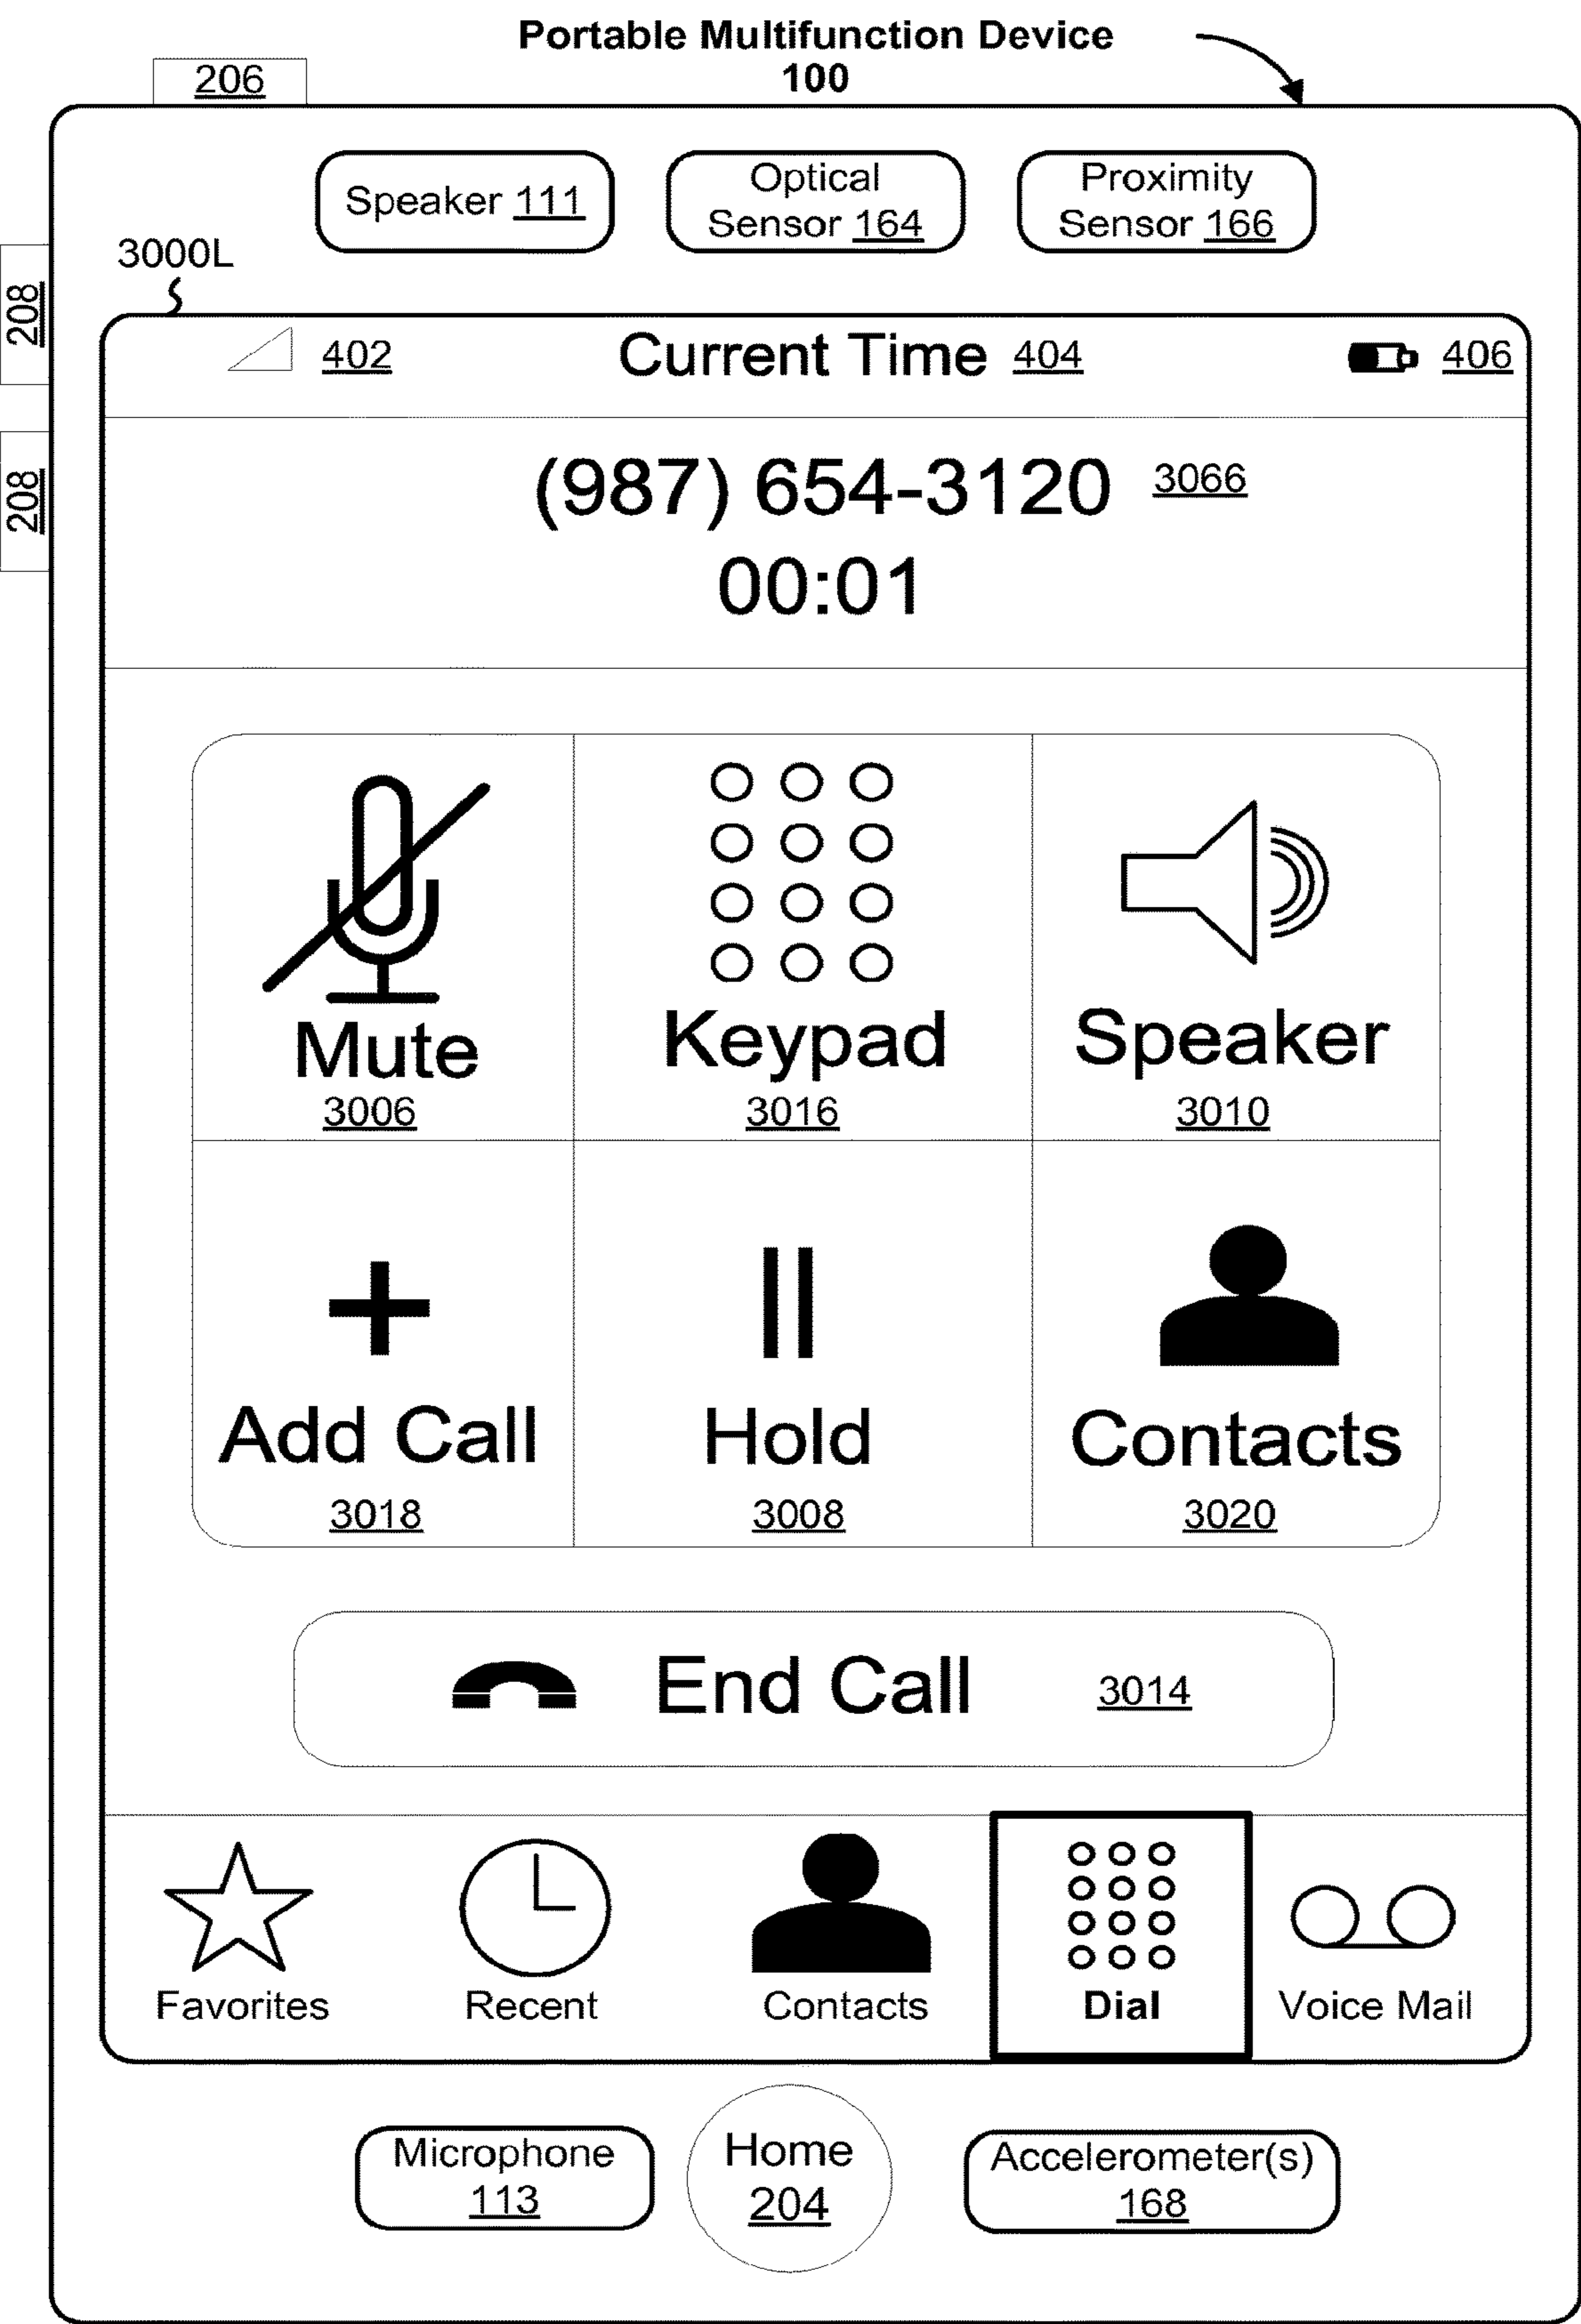 Portable Multifunction Device
100
206
Speaker 111
Optical
Sensor 164
Proximity
Sensor 166
3000L
208
208
402
Current Time 404
406
(987) 654-3120 3066
00:01
Mute
3006
Keypad
3016
Speaker
3010
Add Call
3018
Hold
3008
Contacts
3020
End Call 3014
Favorites
Recent
Contacts
Dial
Voice Mail
Microphone
113
Home
204
Accelerometer(s)
168